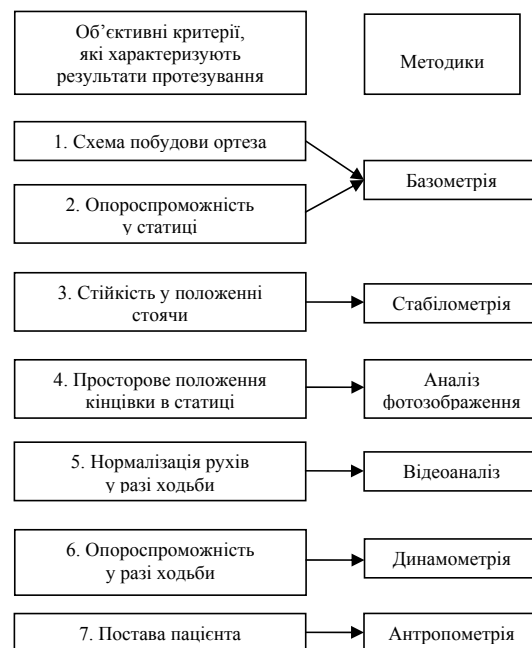 Об’єктивні критерії,
які характеризують
результати протезування
Методики
1. Схема побудови ортеза
2. Опороспроможність
у статиці
Базометрія
3. Стійкість у положенні
стоячи
Стабілометрія
4. Просторове положення
кінцівки в статиці
Аналіз
фотозображення
5. Нормалізація рухів
у разі ходьби
Відеоаналіз
6. Опороспроможність
у разі ходьби
Динамометрія
7. Постава пацієнта
Антропометрія